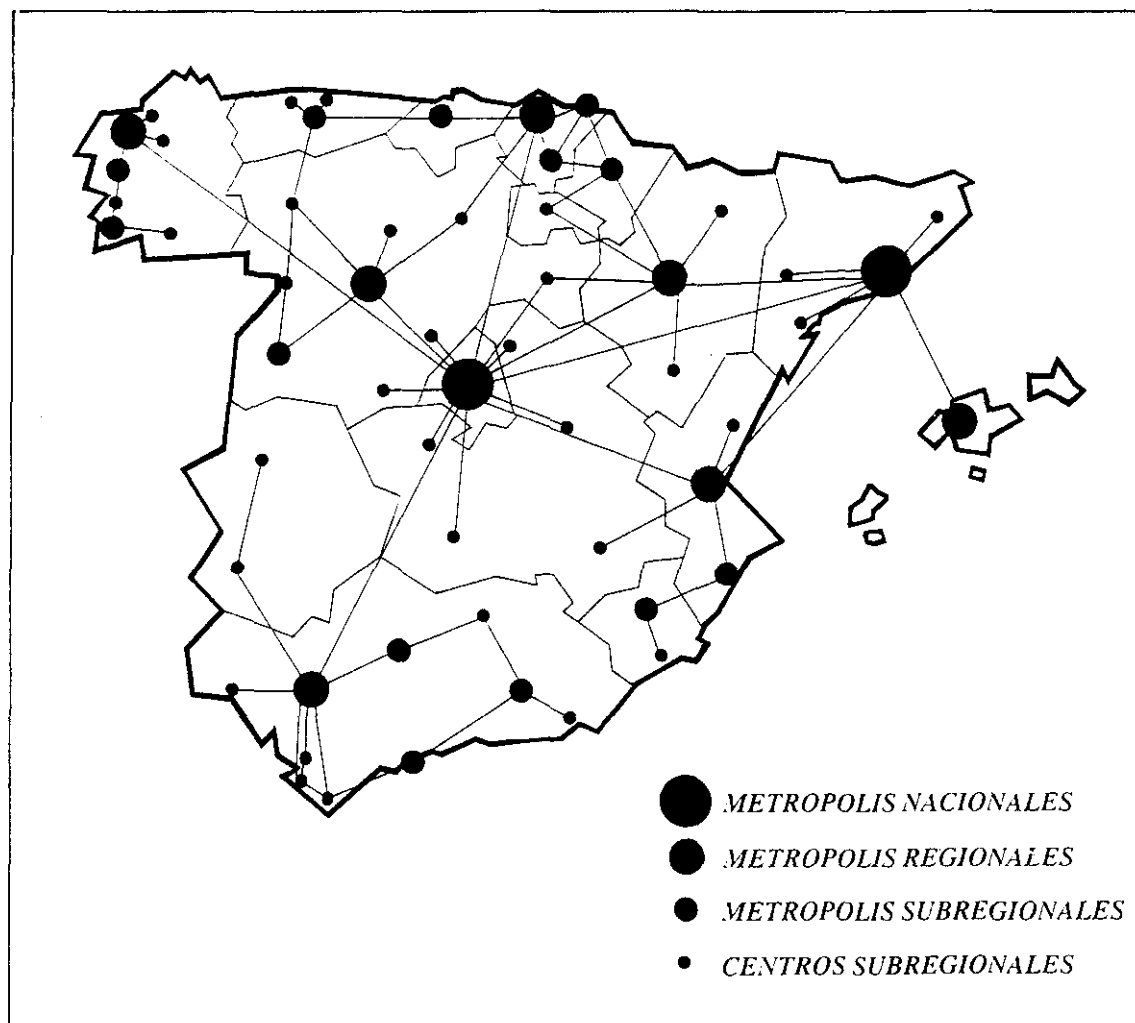 METROPOLIS NACIONALES
METROPOLIS REGIONALES
METROPOLIS SUBREGIONALES
CENTROS SUBREGIONALES